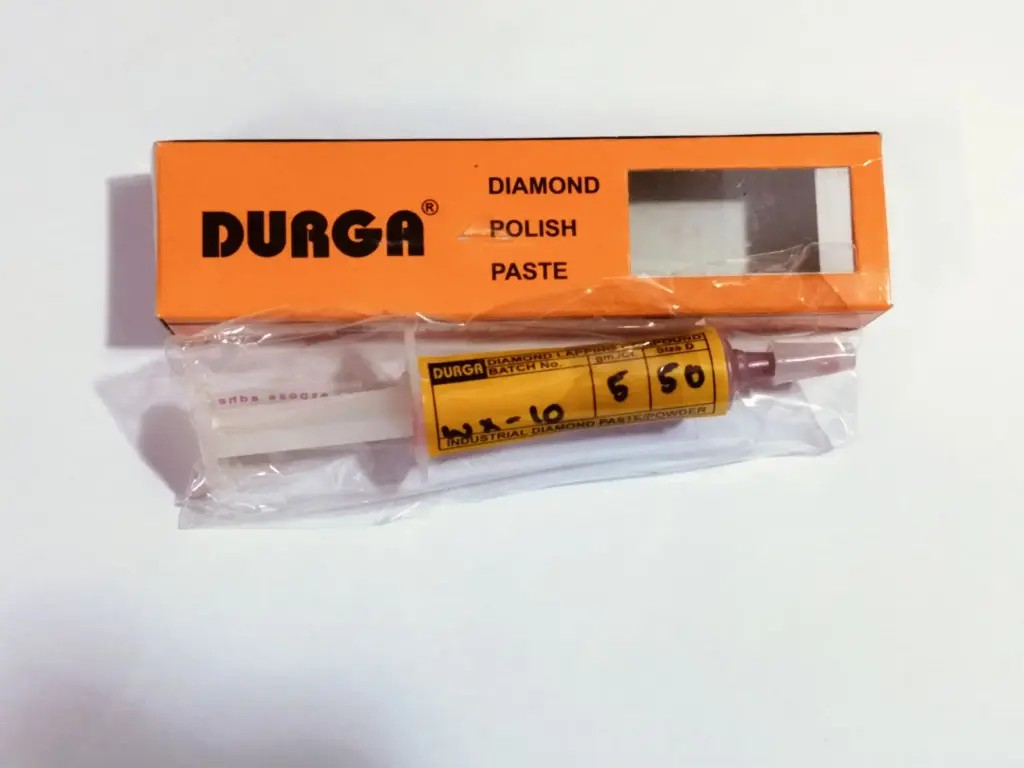 DURGA®
DIAMOND
POLISH
PASTE
DURGA DIAMOND LAPPING
BATCH No.
gm./Ct.
Size D
WX-10
5
50
INDUSTRIAL DIAMOND PASTE/POWDER